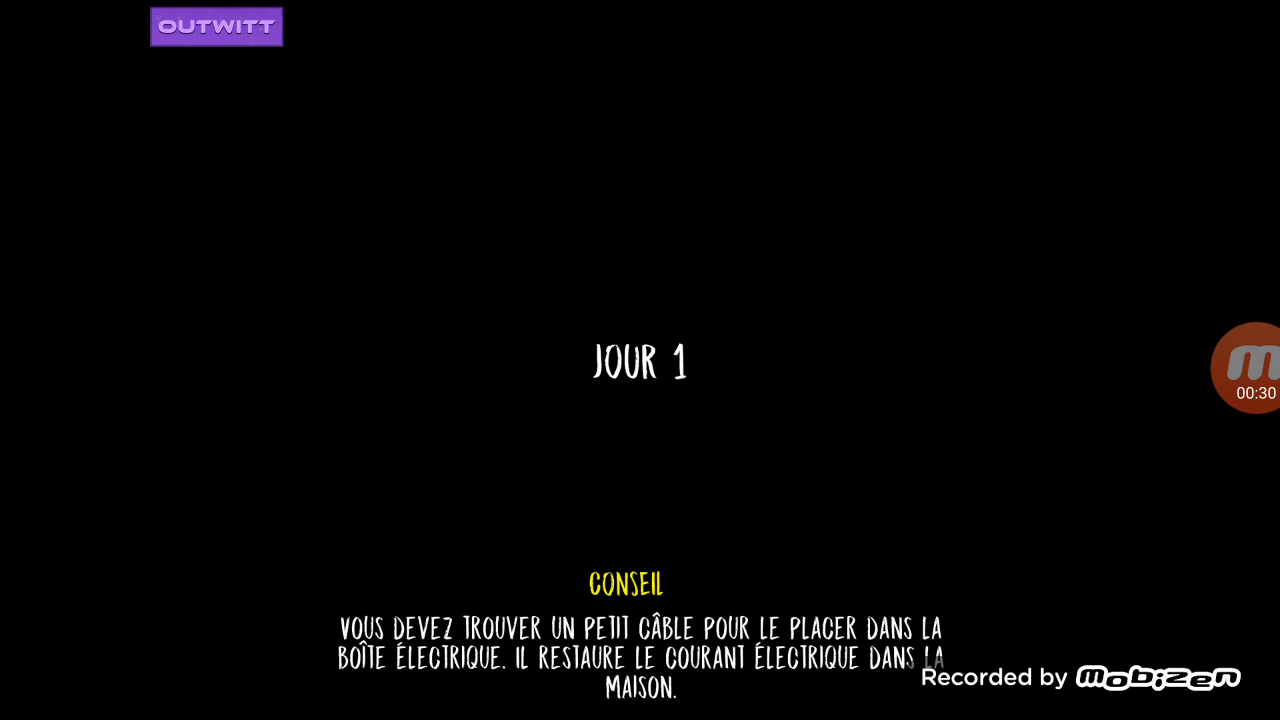 OUTWITT
JOUR 1
00:30
CONSEIL
VOUS DEVEZ TROUVER UN PETIT CÂBLE POUR LE PLACER DANS LA
BOÎTE ÉLECTRIQUE. IL RESTAURE LE COURANT ÉLECTRIQUE DANS LA
MAISON.
Recorded by mobizen